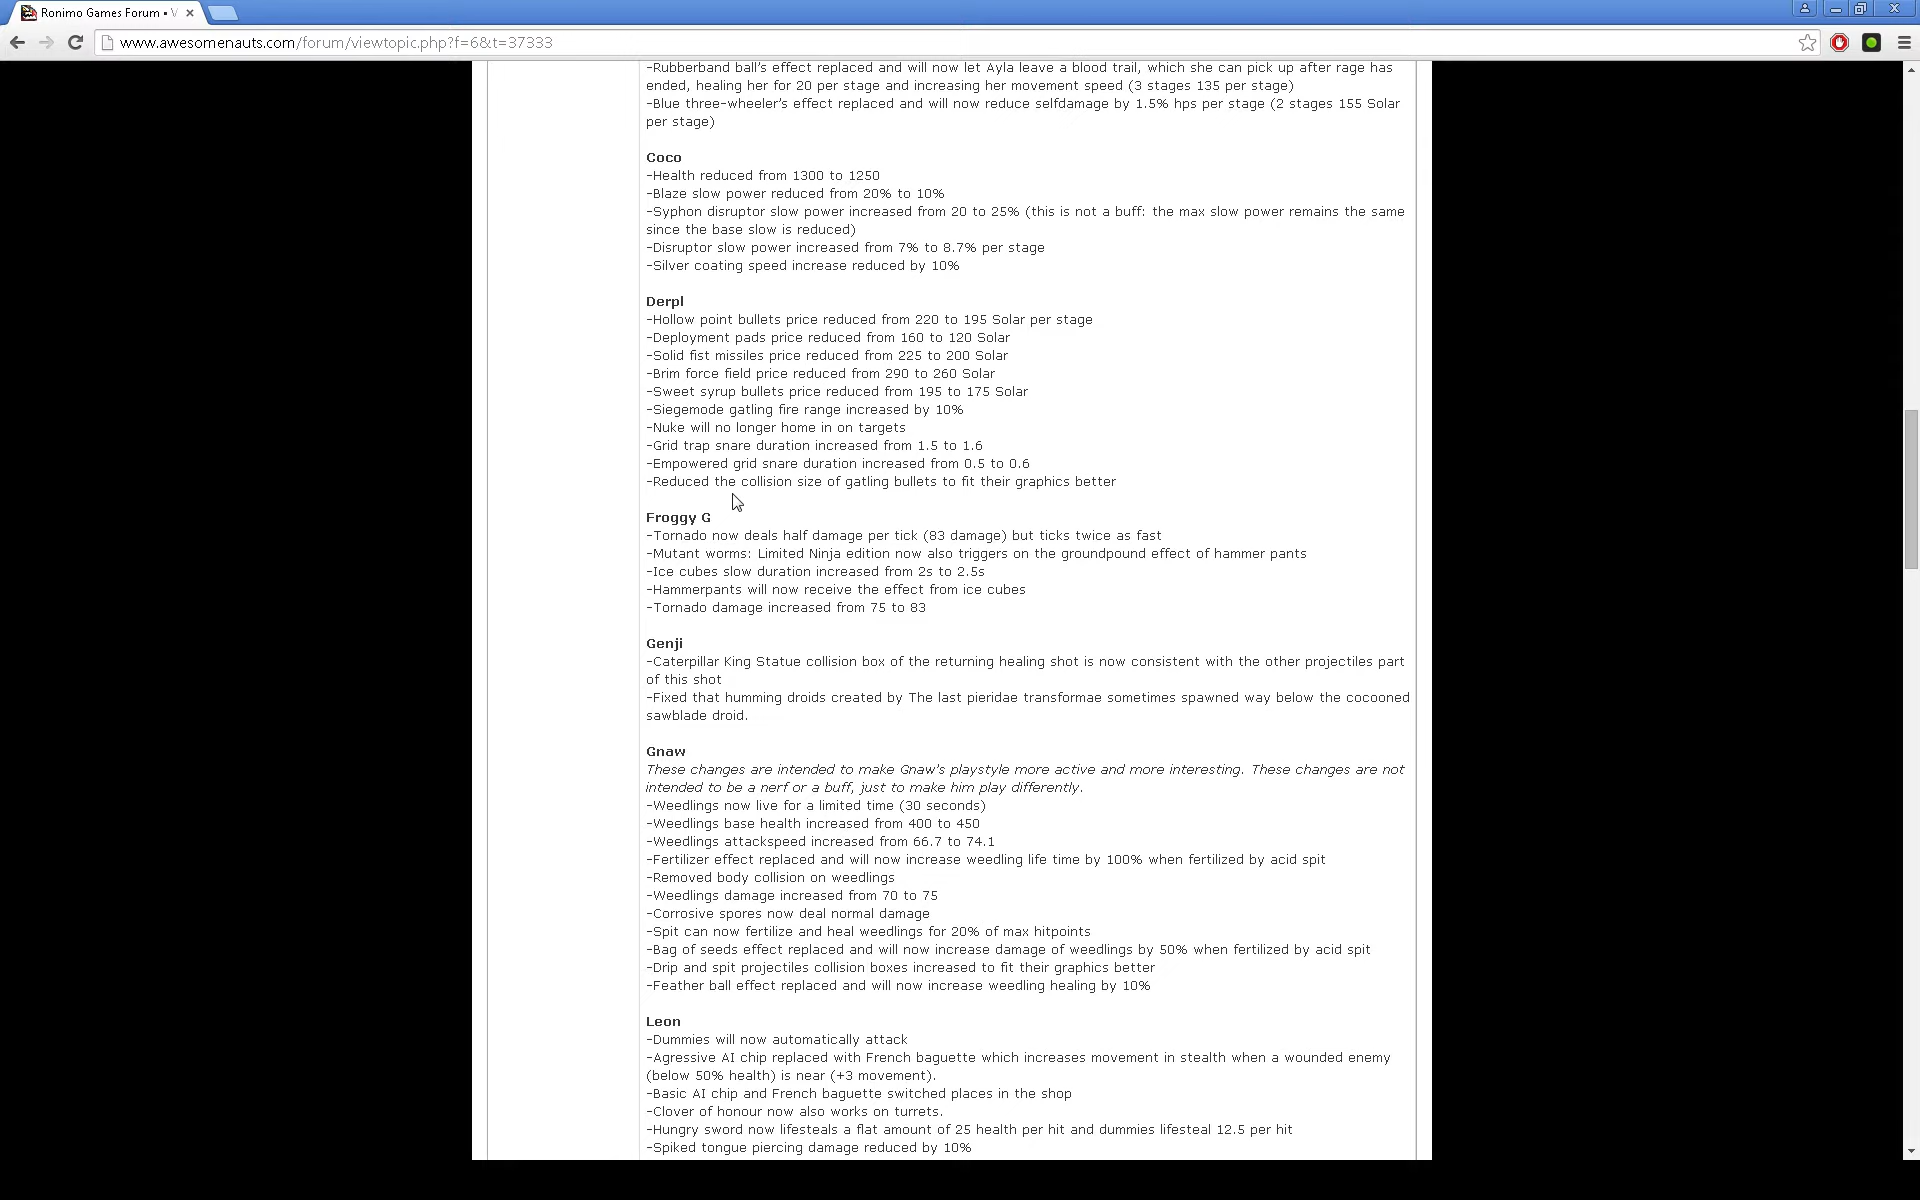 Ronimo Games Forum • V
www.awesomenauts.com/forum/viewtopic.php?f=6&t=37333
-Rubberband ball's effect replaced and will now let Ayla leave a blood trail, which she can pick up after rage has
ended, healing her for 20 per stage and increasing her movement speed (3 stages 135 per stage)
-Blue three-wheeler's effect replaced and will now reduce selfdamage by 1.5% hps per stage (2 stages 155 Solar
per stage)
Coco
-Health reduced from 1300 to 1250
-Blaze slow power reduced from 20% to 10%
-Syphon disruptor slow power increased from 20 to 25% (this is not a buff: the max slow power remains the same
since the base slow is reduced)
-Disruptor slow power increased from 7% to 8.7% per stage
-Silver coating speed increase reduced by 10%
Derpl
-Hollow point bullets price reduced from 220 to 195 Solar per stage
-Deployment pads price reduced from 160 to 120 Solar
-Solid fist missiles price reduced from 225 to 200 Solar
-Brim force field price reduced from 290 to 260 Solar
-Sweet syrup bullets price reduced from 195 to 175 Solar
-Siegemode gatling fire range increased by 10%
-Nuke will no longer home in on targets
-Grid trap snare duration increased from 1.5 to 1.6
-Empowered grid snare duration increased from 0.5 to 0.6
-Reduced the collision size of gatling bullets to fit their graphics better
Froggy G
-Tornado now deals half damage per tick (83 damage) but ticks twice as fast
-Mutant worms: Limited Ninja edition now also triggers on the groundpound effect of hammer pants
-Ice cubes slow duration increased from 2s to 2.5s
-Hammerpants will now receive the effect from ice cubes
-Tornado damage increased from 75 to 83
Genji
-Caterpillar King Statue collision box of the returning healing shot is now consistent with the other projectiles part
of this shot
-Fixed that humming droids created by The last pieridae transformae sometimes spawned way below the cocooned
sawblade droid.
Gnaw
These changes are intended to make Gnaw's playstyle more active and more interesting. These changes are not
intended to be a nerf or a buff, just to make him play differently.
-Weedlings now live for a limited time (30 seconds)
-Weedlings base health increased from 400 to 450
-Weedlings attackspeed increased from 66.7 to 74.1
-Fertilizer effect replaced and will now increase weedling life time by 100% when fertilized by acid spit
-Removed body collision on weedlings
-Weedlings damage increased from 70 to 75
-Corrosive spores now deal normal damage
-Spit can now fertilize and heal weedlings for 20% of max hitpoints
-Bag of seeds effect replaced and will now increase damage of weedlings by 50% when fertilized by acid spit
-Drip and spit projectiles collision boxes increased to fit their graphics better
-Feather ball effect replaced and will now increase weedling healing by 10%
Leon
-Dummies will now automatically attack
-Agressive AI chip replaced with French baguette which increases movement in stealth when a wounded enemy
(below 50% health) is near (+3 movement).
-Basic AI chip and French baguette switched places in the shop
-Clover of honour now also works on turrets.
-Hungry sword now lifesteals a flat amount of 25 health per hit and dummies lifesteal 12.5 per hit
-Spiked tongue piercing damage reduced by 10%